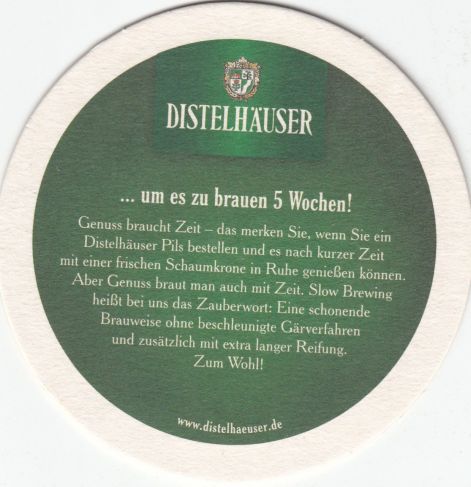 DISTELHÄUSER
... um es zu brauen 5 Wochen!
Genuss braucht Zeit – das merken Sie, wenn Sie ein
Distelhäuser Pils bestellen und es nach kurzer Zeit
mit einer frischen Schaumkrone in Ruhe genießen können.
Aber Genuss braut man auch mit Zeit. Slow Brewing
heißt bei uns das Zauberwort: Eine schonende
Brauweise ohne beschleunigte Gärverfahren
und zusätzlich mit extra langer Reifung.
Zum Wohl!
www.distelhaeuser.de